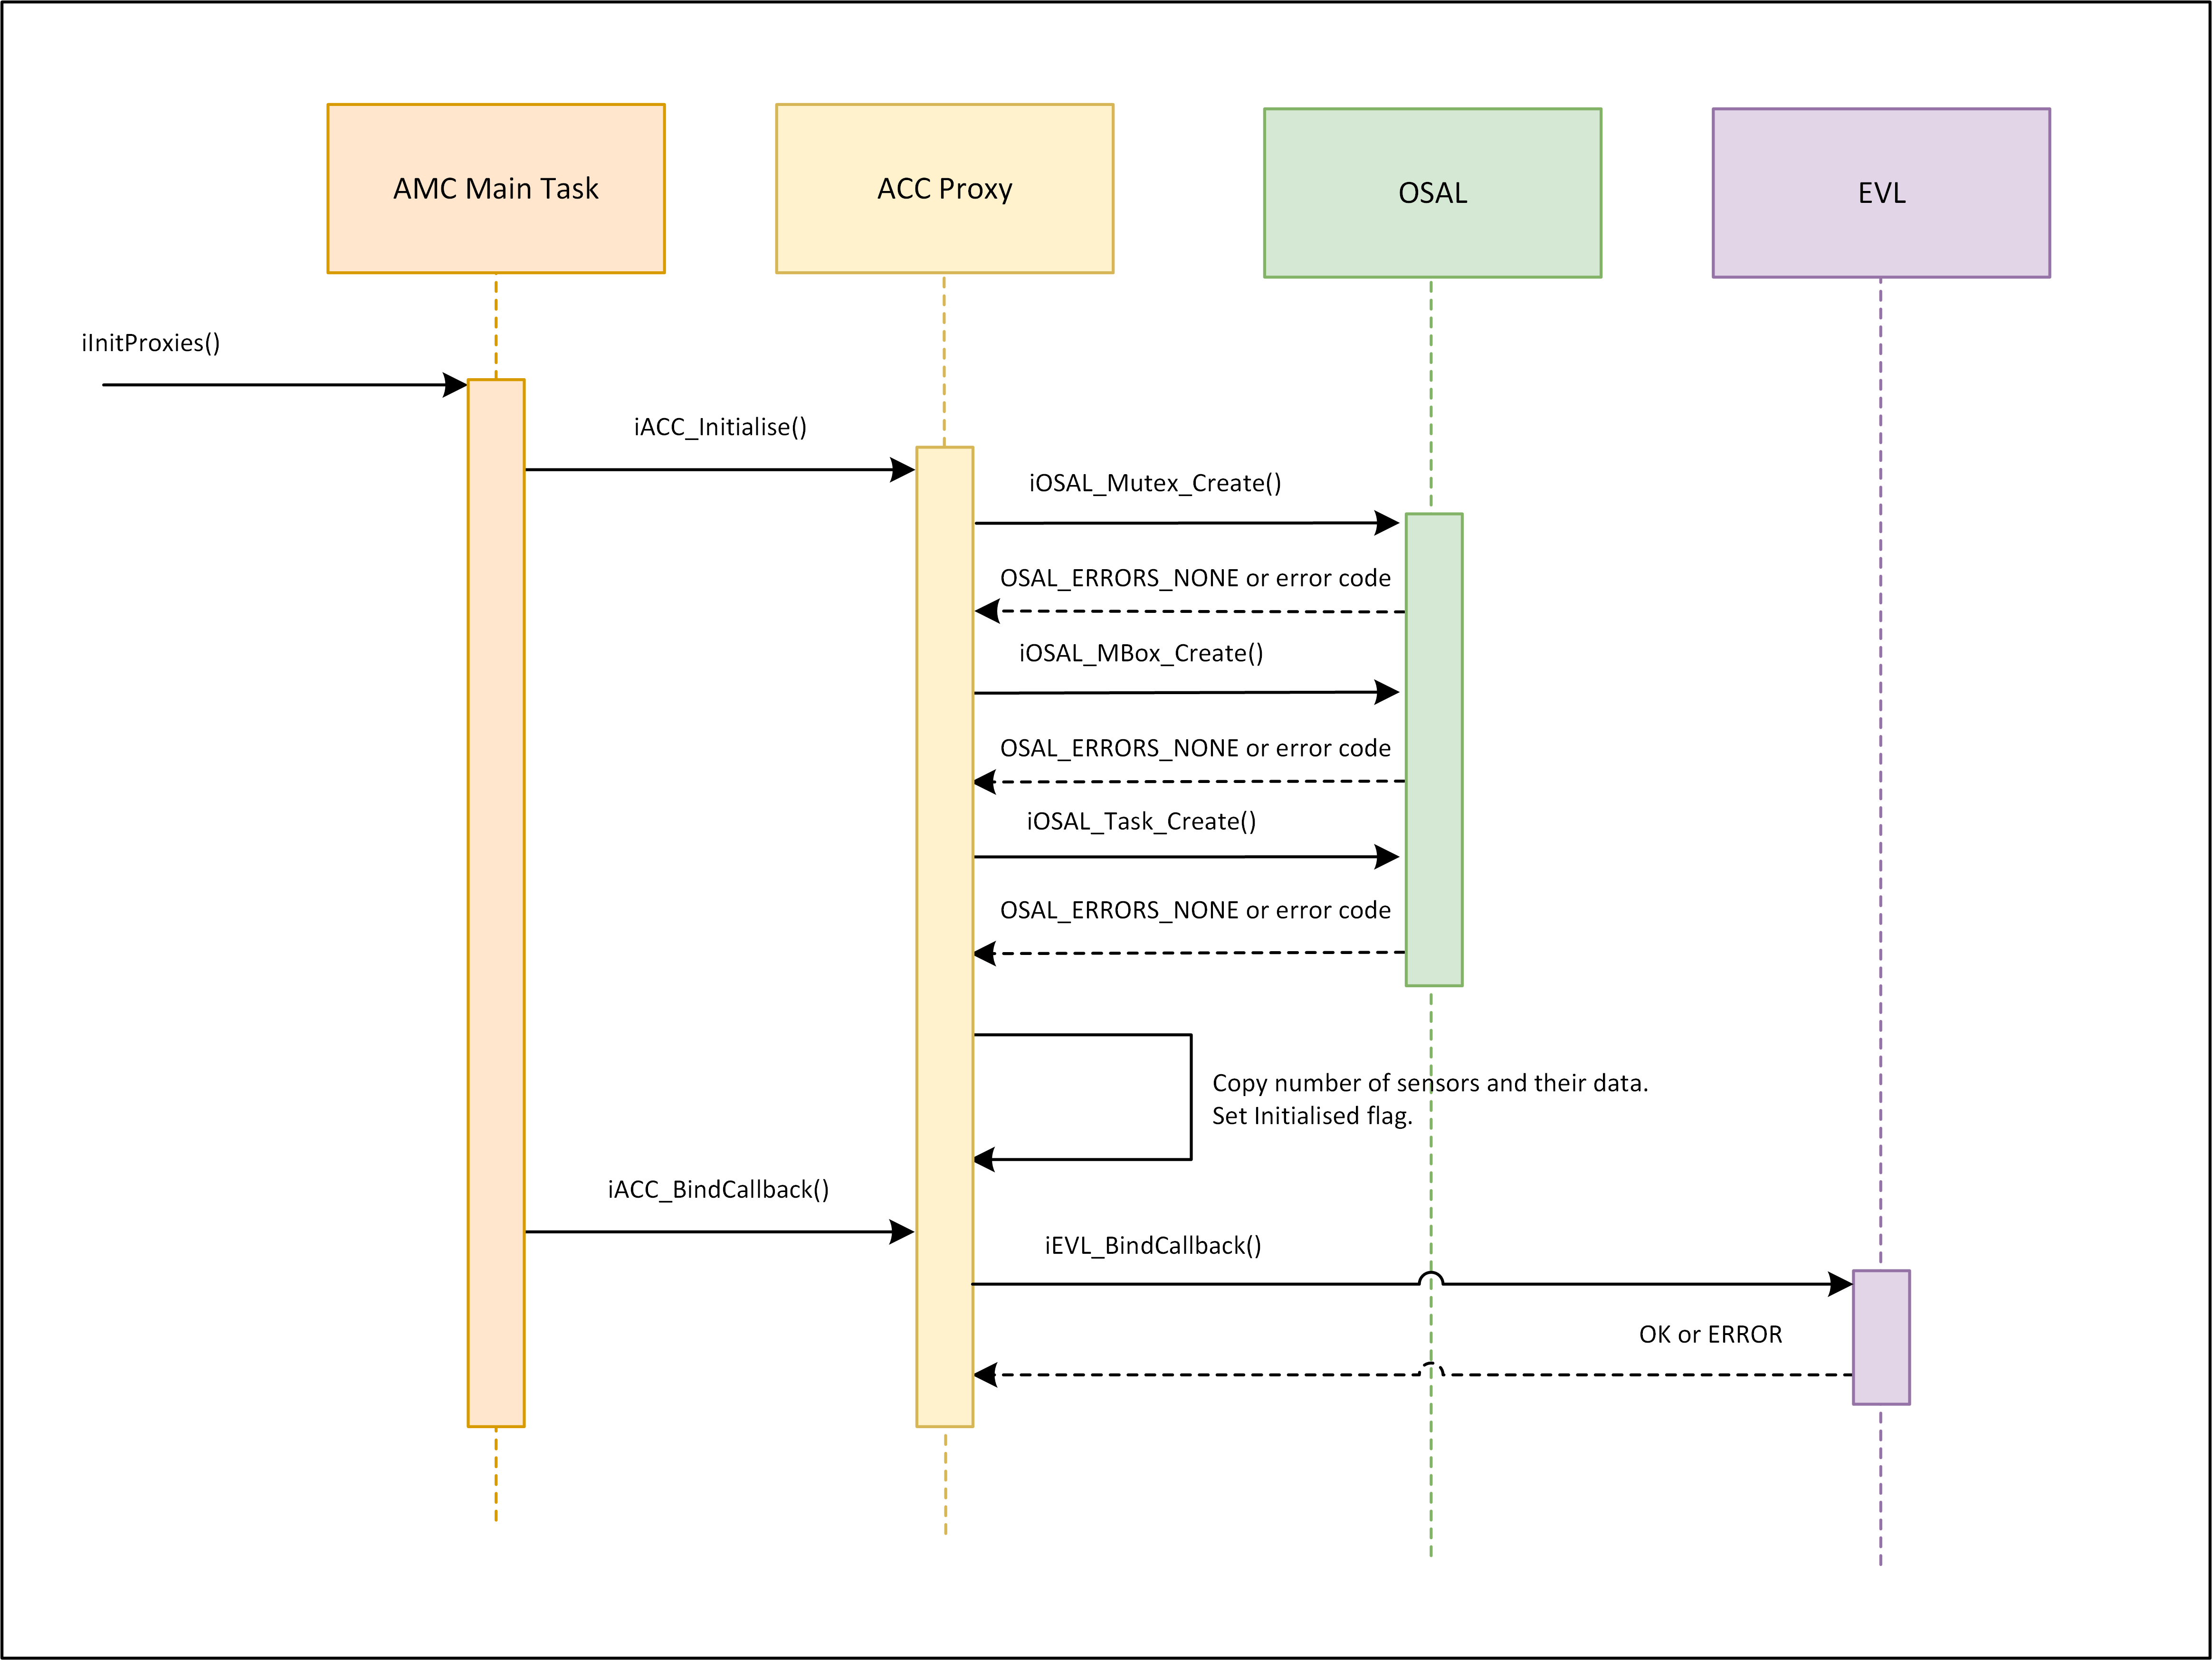 AMC Main Task
ACC Proxy
OSAL
EVL
iInitProxies()
iACC_Initialise()
iOSAL_Mutex_Create()
OSAL_ERRORS_NONE or error code
iOSAL_MBox_Create()
OSAL_ERRORS_NONE or error code
iOSAL_Task_Create()
OSAL_ERRORS_NONE or error code
Copy number of sensors and their data.
Set Initialised flag.
iACC_BindCallback()
iEVL_BindCallback()
OK or ERROR